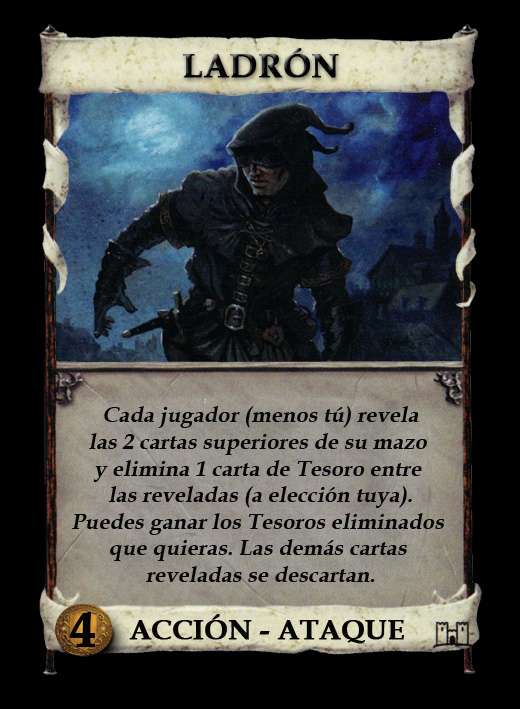 LADRÓN
Cada jugador (menos tú) revela
las 2 cartas superiores de su mazo
y elimina 1 carta de Tesoro entre
las reveladas (a elección tuya).
Puedes ganar los Tesoros eliminados
que quieras. Las demás cartas
reveladas se descartan.
4 ACCIÓN - ATAQUE